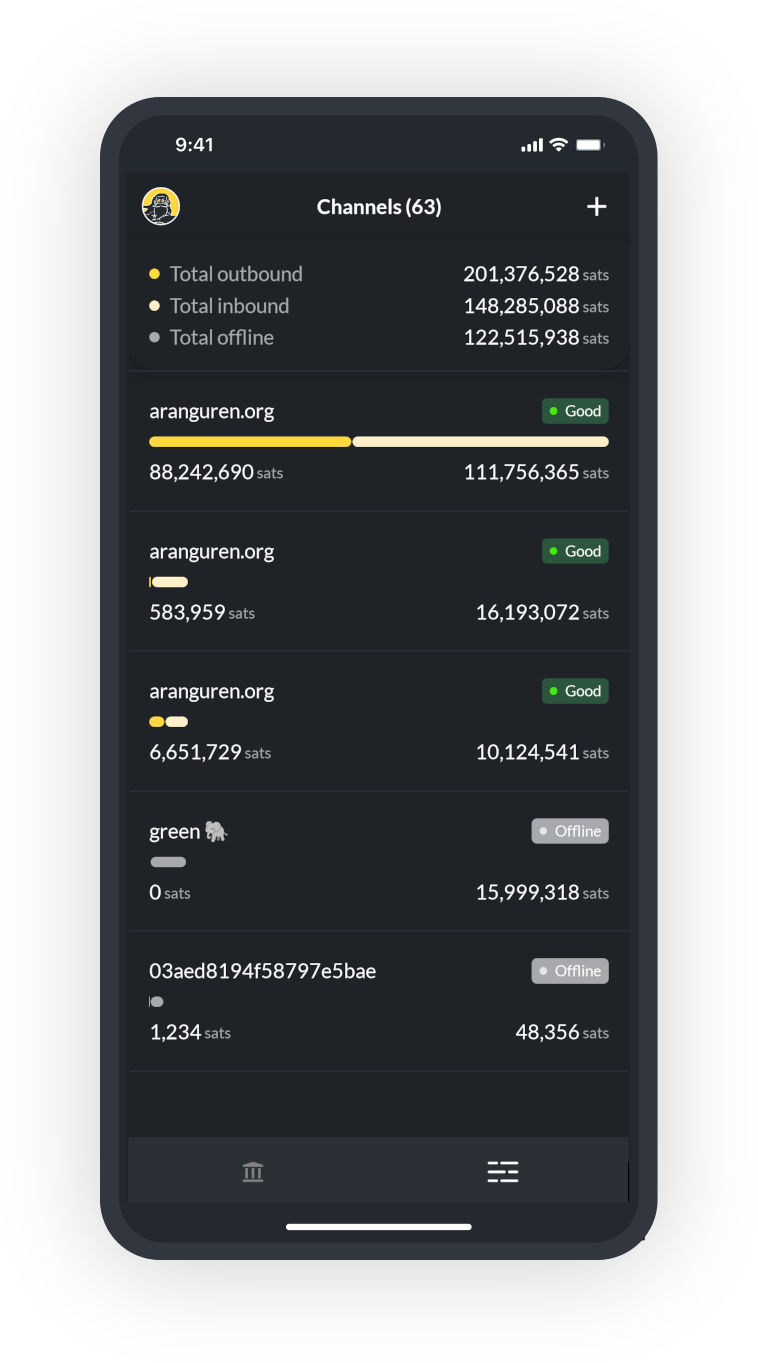 9:41
Channels (63)
Total outbound 201,376,528 sats
Total inbound 148,285,088 sats
Total offline 122,515,938 sats
aranguren.org Good
88,242,690 sats 111,756,365 sats
aranguren.org Good
583,959 sats 16,193,072 sats
aranguren.org Good
6,651,729 sats 10,124,541 sats
green 🐘 Offline
0 sats 15,999,318 sats
03aed8194f58797e5bae Offline
1,234 sats 48,356 sats